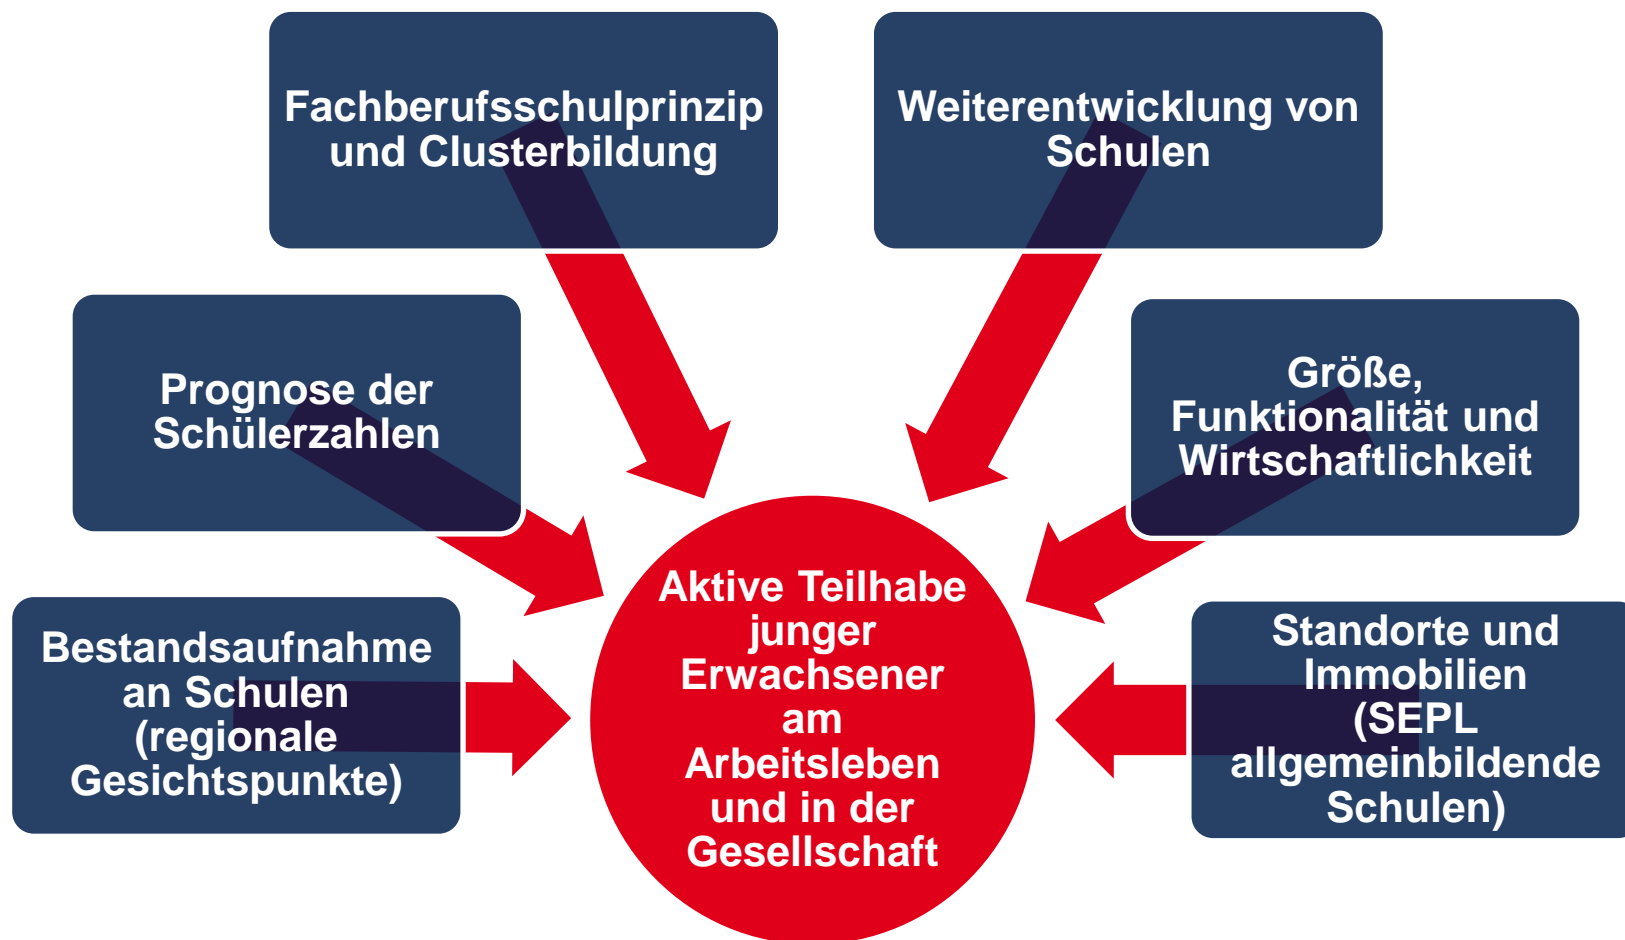 Fachberufsschulprinzip
und Clusterbildung
Weiterentwicklung von
Schulen
Prognose der
Schülerzahlen
Größe,
Funktionalität und
Wirtschaftlichkeit
Bestandsaufnahme
an Schulen
(regionale
Gesichtspunkte)
Aktive Teilhabe
junger
Erwachsener
am
Arbeitsleben
und in der
Gesellschaft
Standorte und
Immobilien
(SEPL
allgemeinbildende
Schulen)